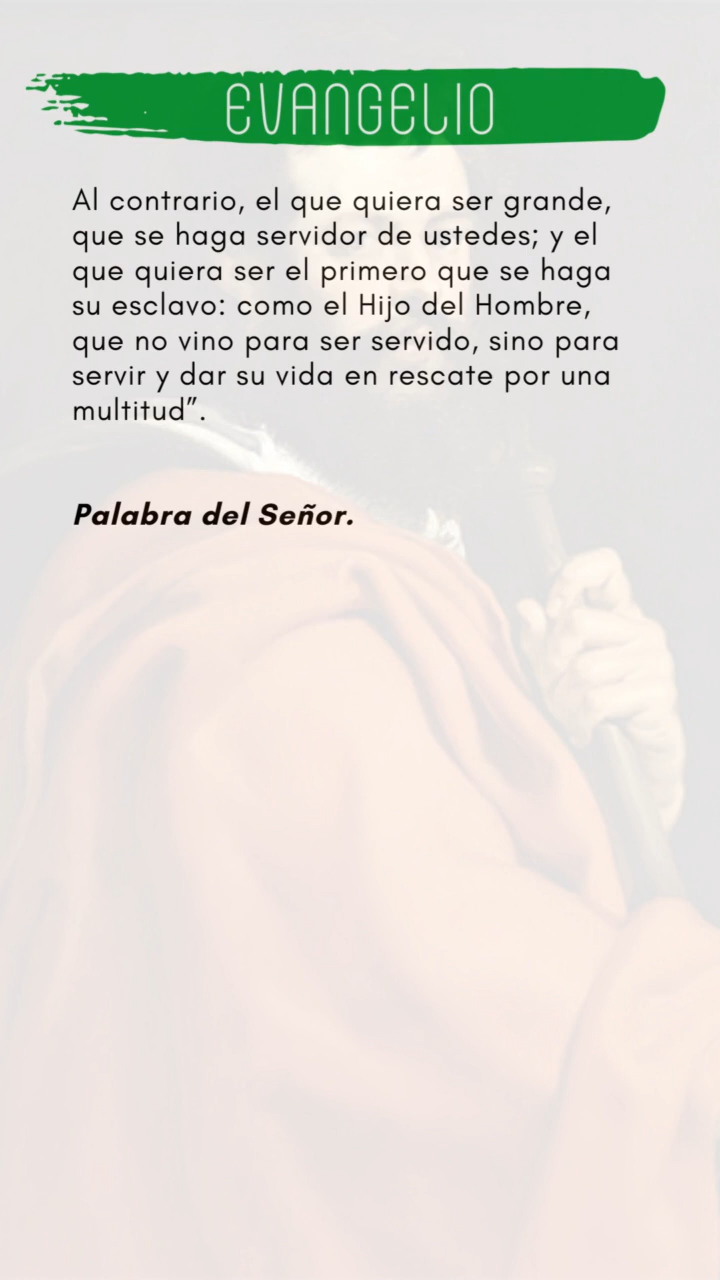 EVANGELIO
Al contrario, el que quiera ser grande,
que se haga servidor de ustedes; y el
que quiera ser el primero que se haga
su esclavo: como el Hijo del Hombre,
que no vino para ser servido, sino para
servir y dar su vida en rescate por una
multitud”.
Palabra del Señor.